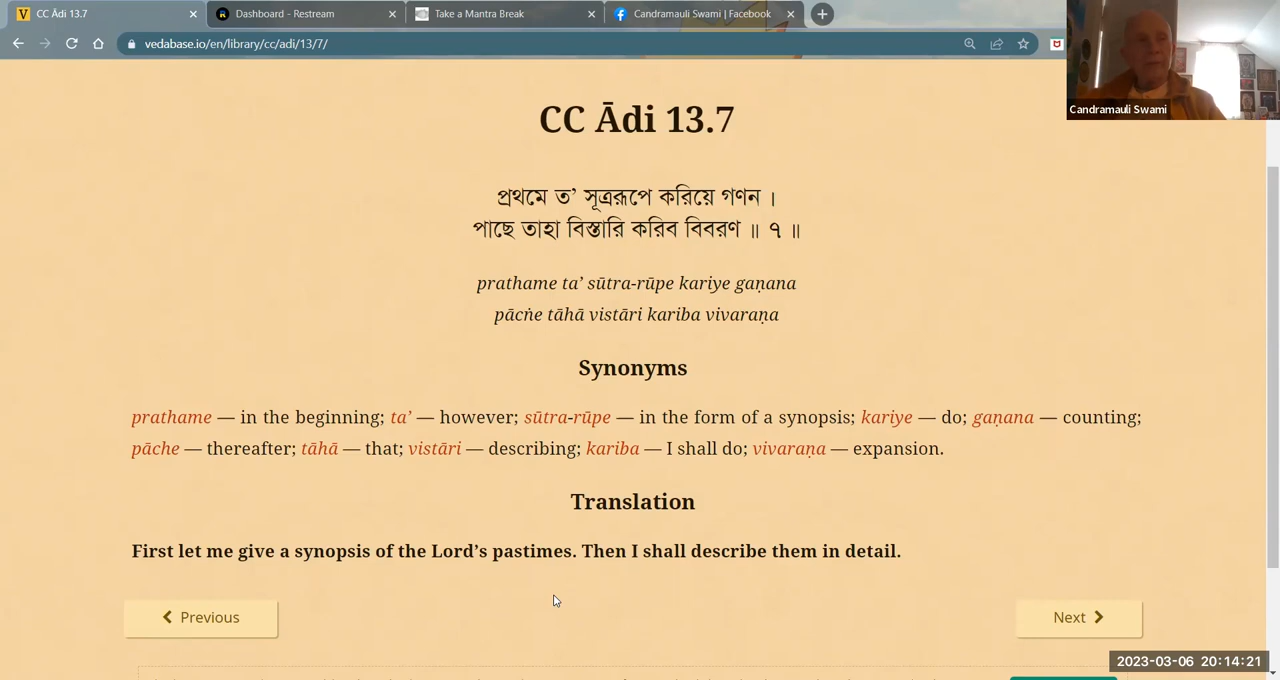 CC Ādi 13.7
Dashboard - Restream
Take a Mantra Break
Candramauli Swami | Facebook
vedabase.io/en/library/cc/adi/13/7/
Candramauli Swami
CC Ādi 13.7
প্রথমে ত’ সূত্ররূপে করিয়ে গণন ।
পাছে তাহা বিস্তারি করিব বিবরণ ॥ ৭ ॥
prathame ta’ sūtra-rūpe kariye gaṇana
pāċhe tāhā vistāri kariba vivaraṇa
Synonyms
prathame — in the beginning; ta’ — however; sūtra-rūpe — in the form of a synopsis; kariye — do; gaṇana — counting;
pāche — thereafter; tāhā — that; vistāri — describing; kariba — I shall do; vivaraṇa — expansion.
Translation
First let me give a synopsis of the Lord’s pastimes. Then I shall describe them in detail.
Previous
Next
2023-03-06 20:14:21